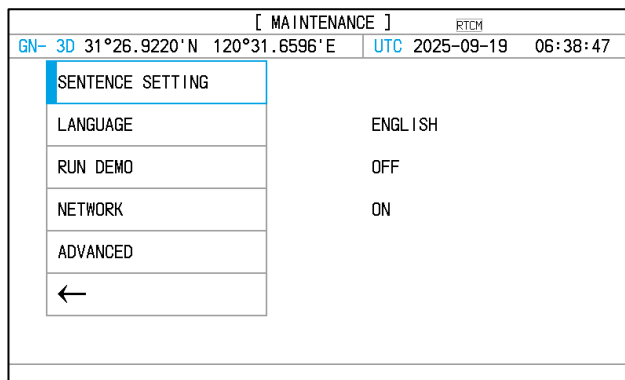 [ MAINTENANCE ] RTCM
GN- 3D 31°26.9220'N 120°31.6596'E UTC 2025-09-19 06:38:47
SENTENCE SETTING
LANGUAGE ENGLISH
RUN DEMO OFF
NETWORK ON
ADVANCED
←